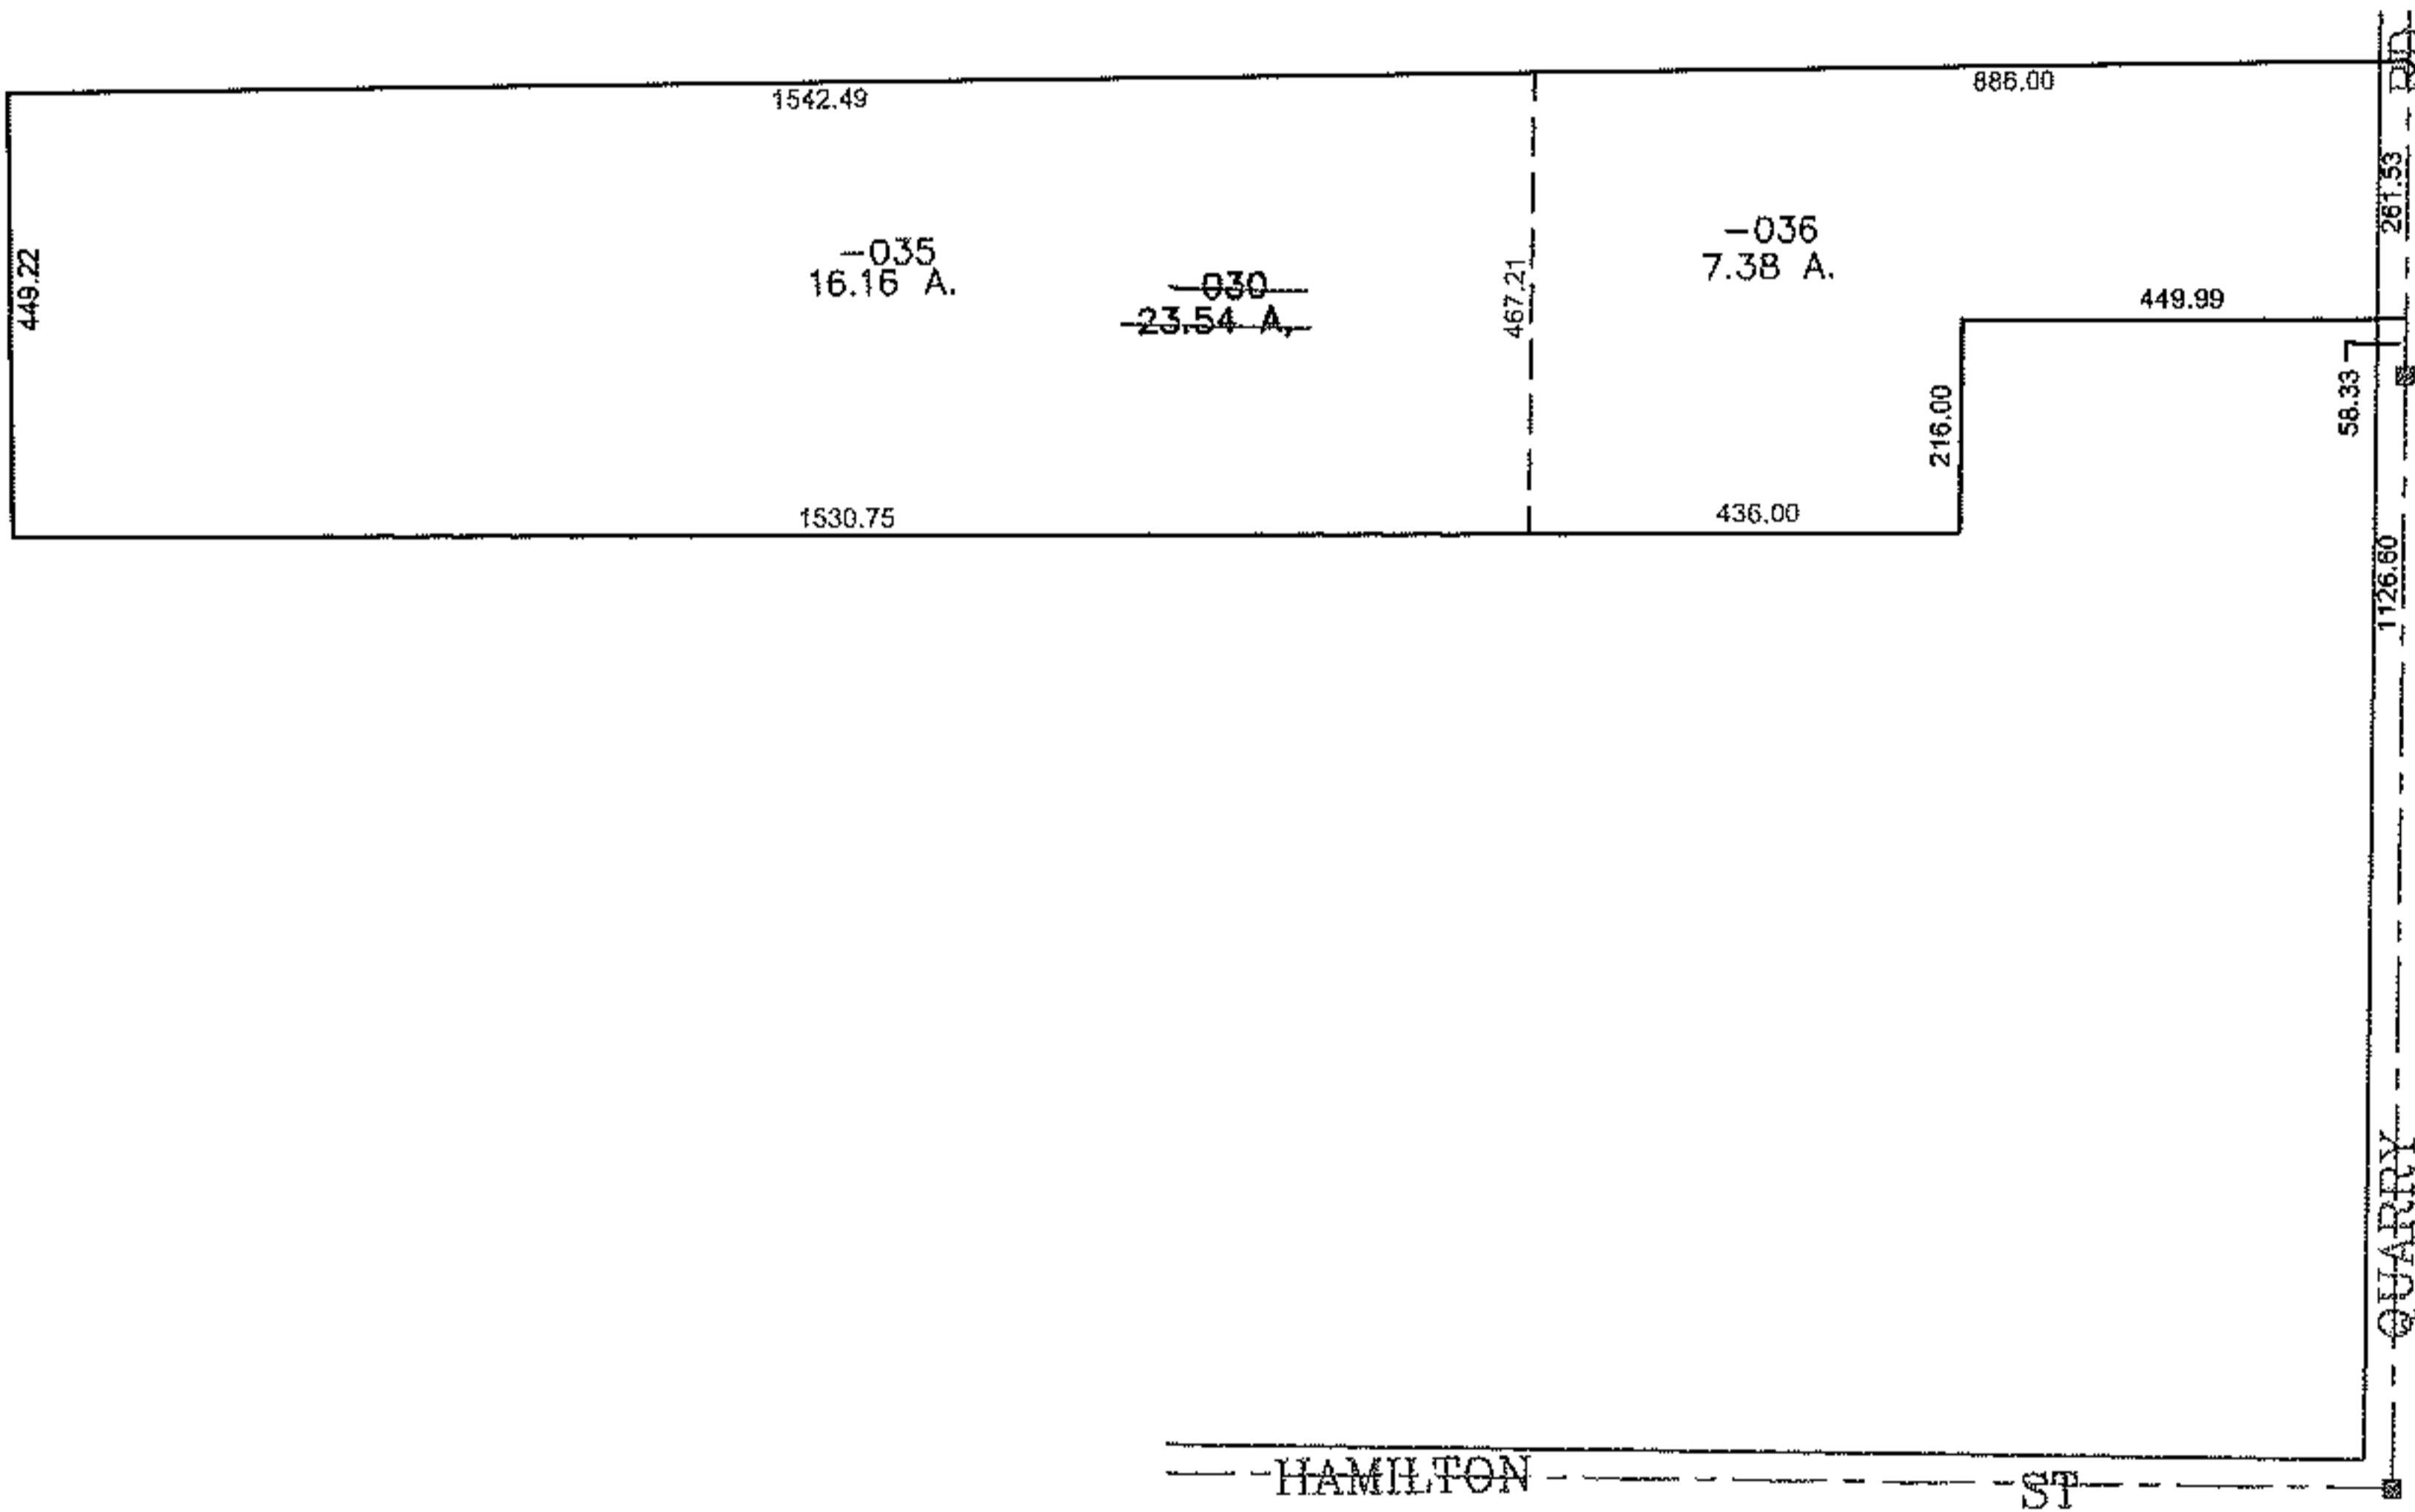 1542.49
886.00
RD
261.53
-035
16.16 A.
-030
-23.54 A.
-036
7.38 A.
449.22
467.21
449.99
58.33
216.00
1530.75
436.00
1126.60
QUARRY
HAMILTON ST